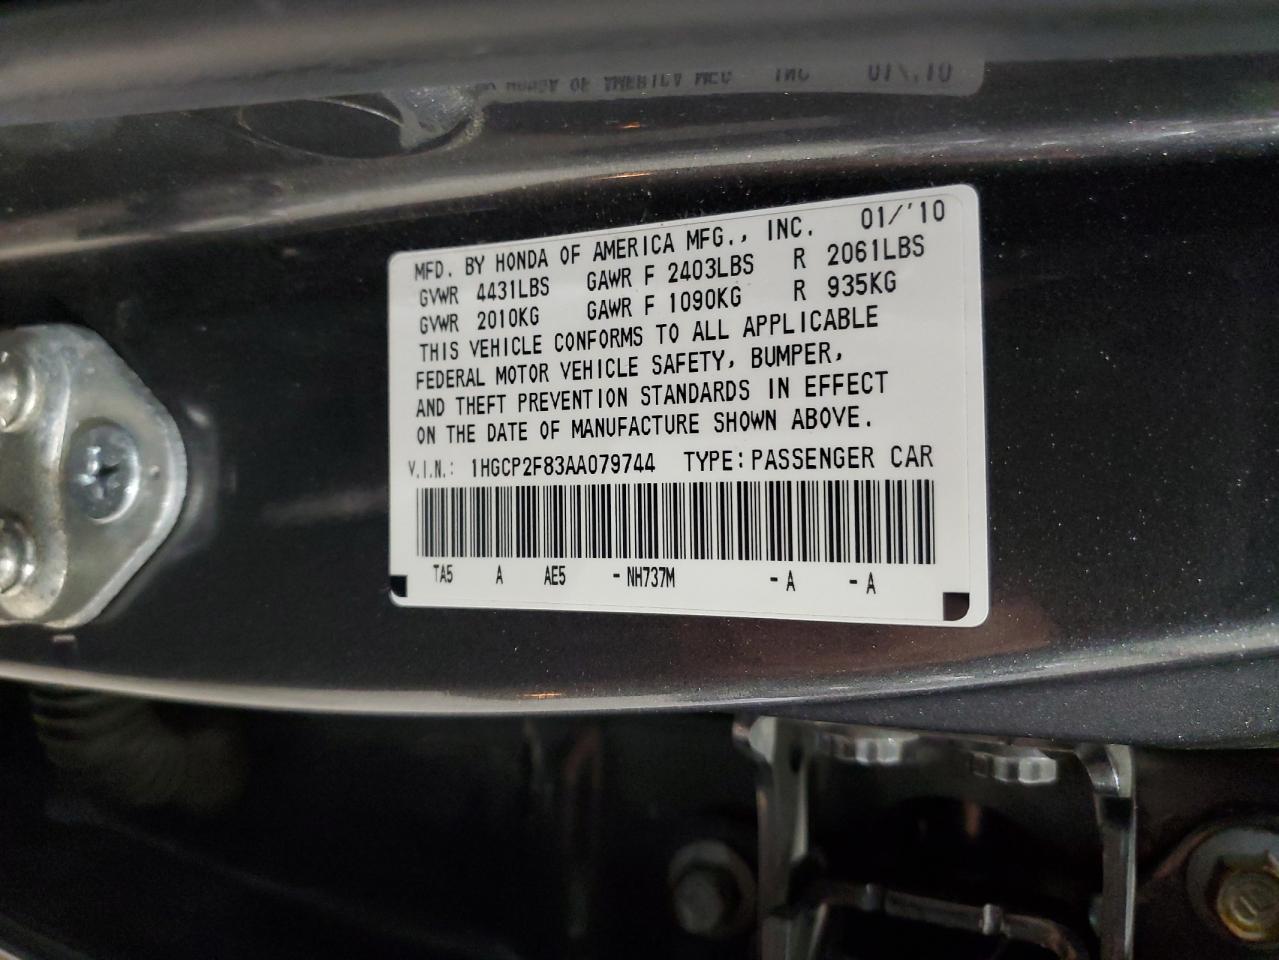 MFD. BY HONDA OF AMERICA MFG., INC. 01/'10
GVWR 4431LBS GAWR F 2403LBS R 2061LBS
GVWR 2010KG GAWR F 1090KG R 935KG
THIS VEHICLE CONFORMS TO ALL APPLICABLE
FEDERAL MOTOR VEHICLE SAFETY, BUMPER,
AND THEFT PREVENTION STANDARDS IN EFFECT
ON THE DATE OF MANUFACTURE SHOWN ABOVE.
V.I.N.: 1HGCP2F83AA079744 TYPE:PASSENGER CAR
TA5 A AE5 -NH737M -A -A